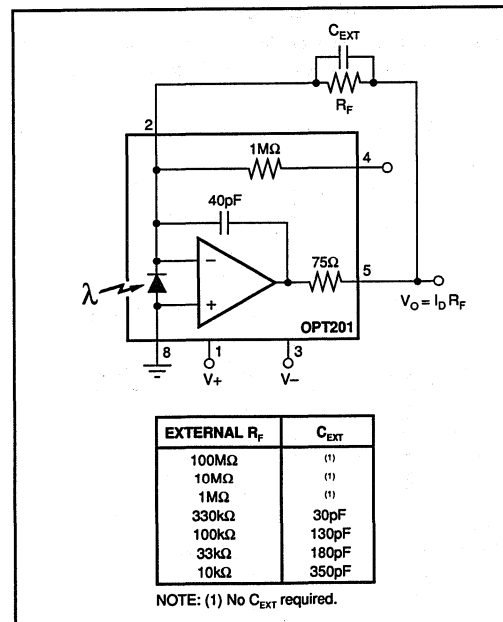 C_EXT
R_F
2
1MΩ
4
40pF
75Ω
5
λ
−
+
V_O = I_D R_F
OPT201
8
1
3
V+
V−
EXTERNAL R_F C_EXT
100MΩ (1)
10MΩ (1)
1MΩ (1)
330kΩ 30pF
100kΩ 130pF
33kΩ 180pF
10kΩ 350pF
NOTE: (1) No C_EXT required.